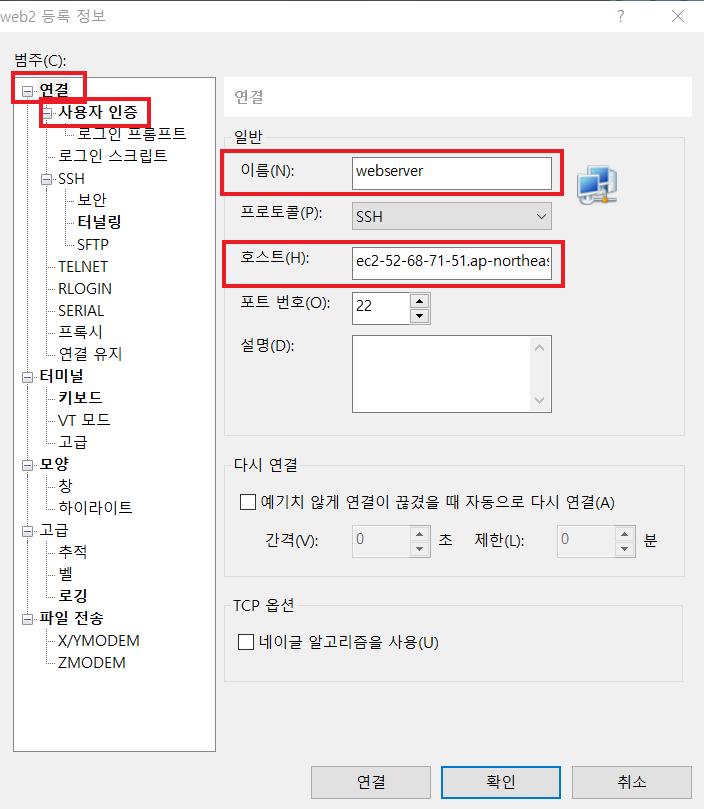 web2 등록 정보
?
범주(C):
연결
사용자 인증
로그인 프롬프트
로그인 스크립트
SSH
보안
터널링
SFTP
TELNET
RLOGIN
SERIAL
프록시
연결 유지
터미널
키보드
VT 모드
고급
모양
창
하이라이트
고급
추적
벨
로깅
파일 전송
X/YMODEM
ZMODEM
연결
일반
이름(N): webserver
프로토콜(P): SSH
호스트(H): ec2-52-68-71-51.ap-northeas
포트 번호(O): 22
설명(D):
다시 연결
예기치 않게 연결이 끊겼을 때 자동으로 다시 연결(A)
간격(V): 0 초 제한(L): 0 분
TCP 옵션
네이글 알고리즘을 사용(U)
연결 확인 취소